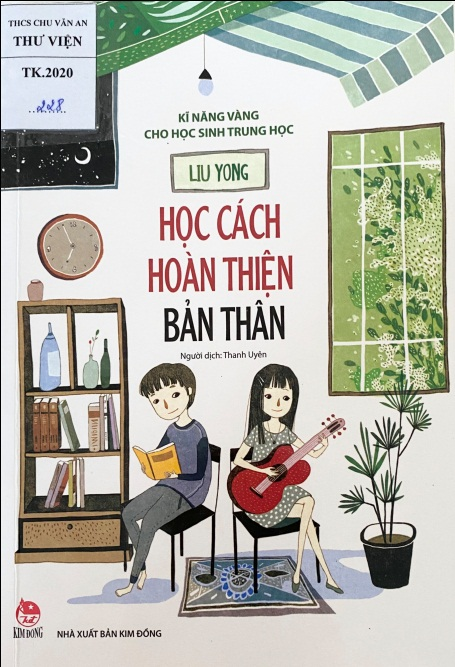 THCS CHU VĂN AN
THƯ VIỆN
TK.2020
228
KĨ NĂNG VÀNG
CHO HỌC SINH TRUNG HỌC
LIU YONG
HỌC CÁCH
HOÀN THIỆN
BẢN THÂN
Người dịch: Thanh Uyên
KIM ĐỒNG
NHÀ XUẤT BẢN KIM ĐỒNG